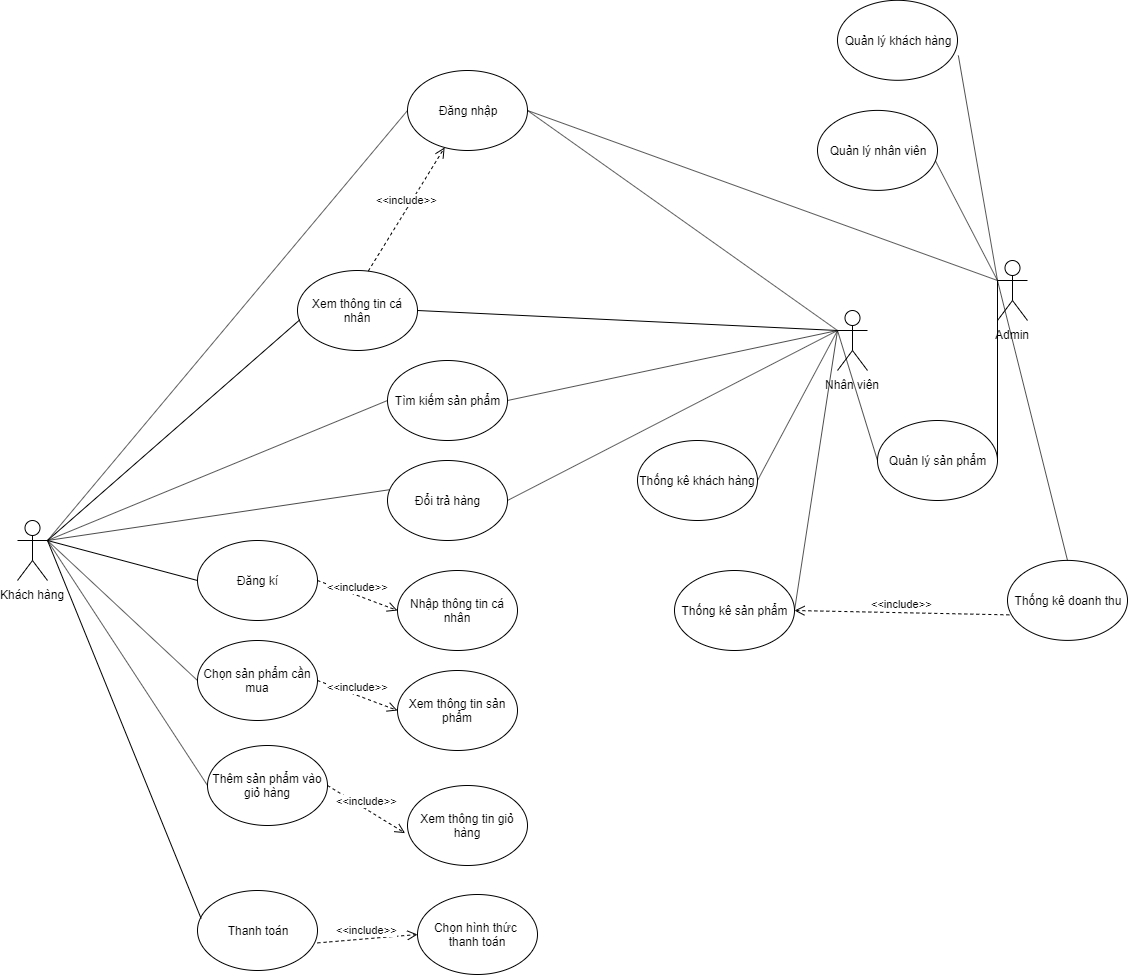 Quản lý khách hàng
Đăng nhập
Quản lý nhân viên
<<include>>
Xem thông tin cá
nhân
Admin
Nhân viên
Tìm kiếm sản phẩm
Quản lý sản phẩm
Thống kê khách hàng
Đổi trả hàng
Khách hàng
Đăng kí
<<include>>
Nhập thông tin cá
nhân
Thống kê sản phẩm
<<include>>
Thống kê doanh thu
Chọn sản phẩm cần
mua
<<include>>
Xem thông tin sản
phẩm
Thêm sản phẩm vào
giỏ hàng
<<include>>
Xem thông tin giỏ
hàng
Thanh toán
<<include>>
Chọn hình thức
thanh toán